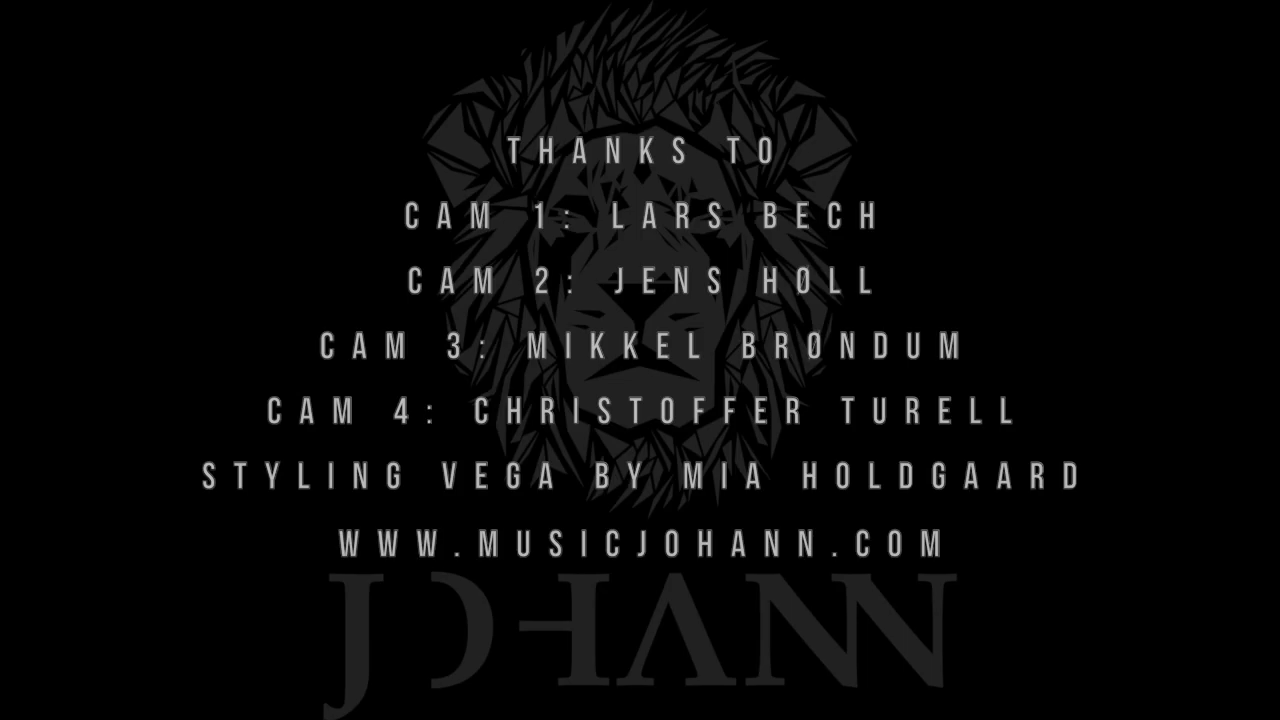 THANKS TO
CAM 1: LARS BECH
CAM 2: JENS HØLL
CAM 3: MIKKEL BRØNDUM
CAM 4: CHRISTOFFER TURELL
STYLING VEGA BY MIA HOLDGAARD
WWW.MUSICJOHANN.COM
JOHANN